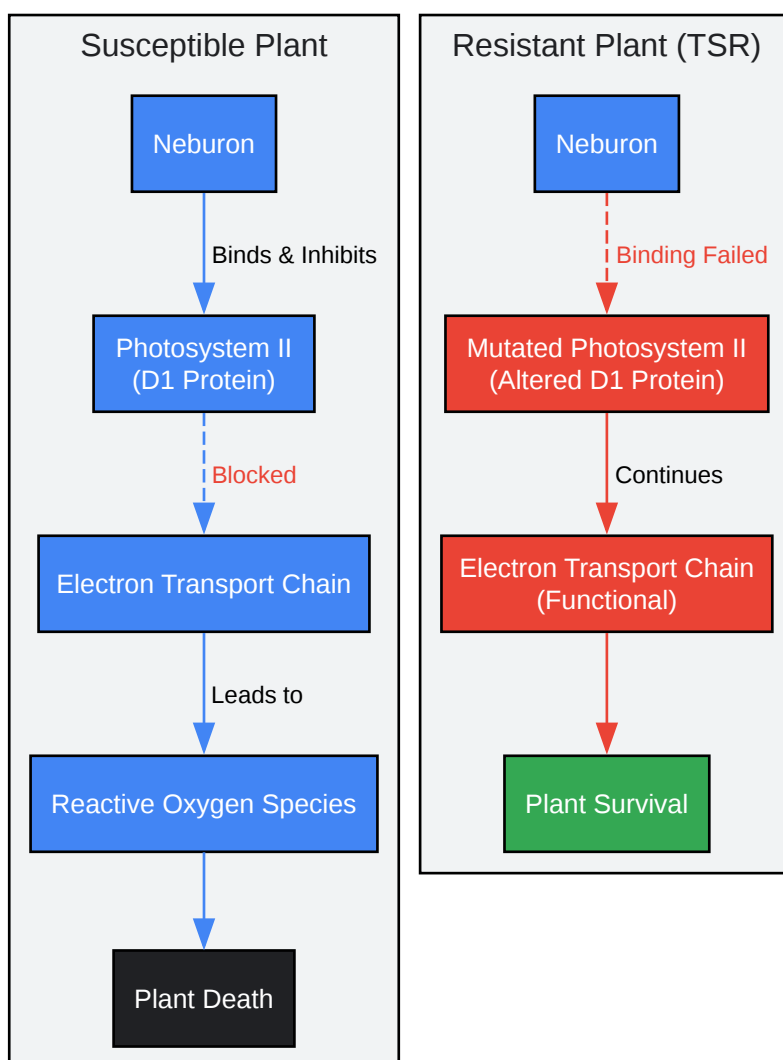 Susceptible Plant
Neburon
Binds & Inhibits
Photosystem II
(D1 Protein)
Blocked
Electron Transport Chain
Leads to
Reactive Oxygen Species
Plant Death
Resistant Plant (TSR)
Neburon
Binding Failed
Mutated Photosystem II
(Altered D1 Protein)
Continues
Electron Transport Chain
(Functional)
Plant Survival